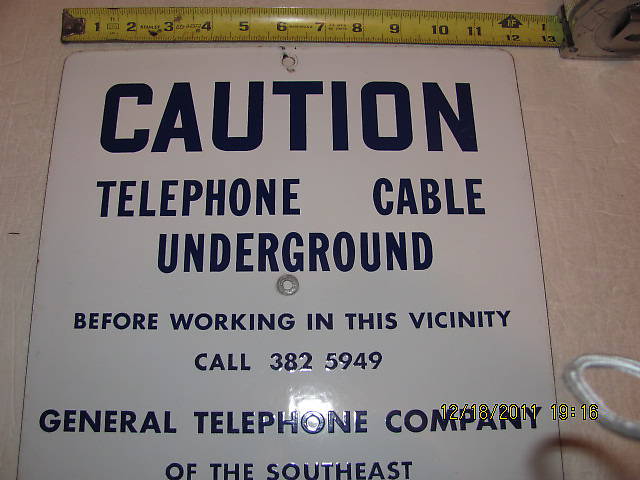 1 2 3 4 5 6 7 8 9 10 11
12 13
CAUTION
TELEPHONE CABLE
UNDERGROUND
BEFORE WORKING IN THIS VICINITY
CALL 382 5949
GENERAL TELEPHONE COMPANY
12/18/2011 19:16
OF THE SOUTHEAST